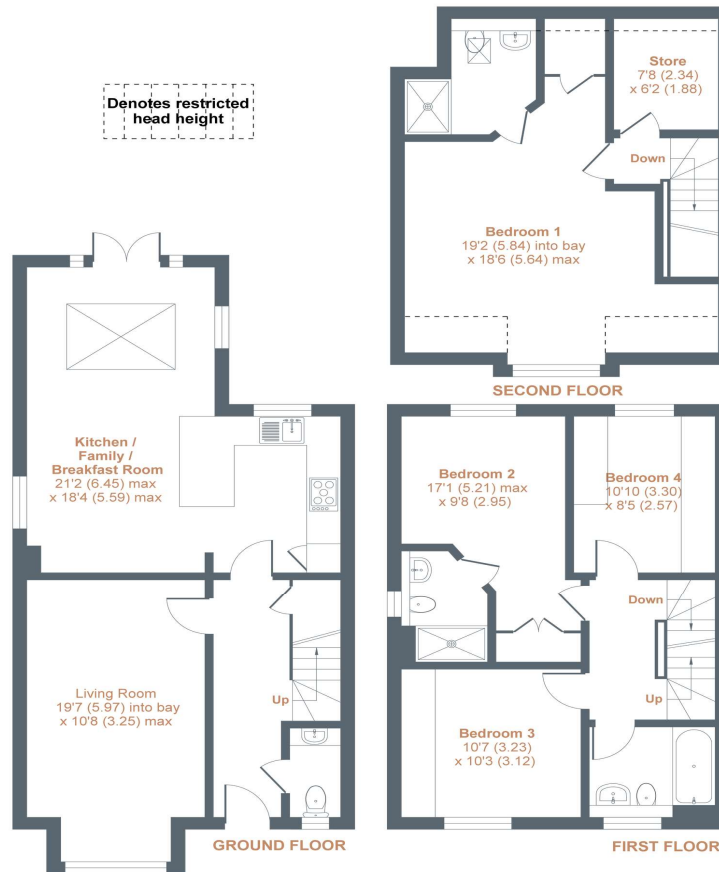 Denotes restricted
head height
Store
7'8 (2.34)
x 6'2 (1.88)
Down
Bedroom 1
19'2 (5.84) into bay
x 18'6 (5.64) max
SECOND FLOOR
Kitchen /
Family /
Breakfast Room
21'2 (6.45) max
x 18'4 (5.59) max
Living Room
19'7 (5.97) into bay
x 10'8 (3.25) max
Up
GROUND FLOOR
Bedroom 2
17'1 (5.21) max
x 9'8 (2.95)
Bedroom 4
10'10 (3.30)
x 8'5 (2.57)
Down
Up
Bedroom 3
10'7 (3.23)
x 10'3 (3.12)
FIRST FLOOR